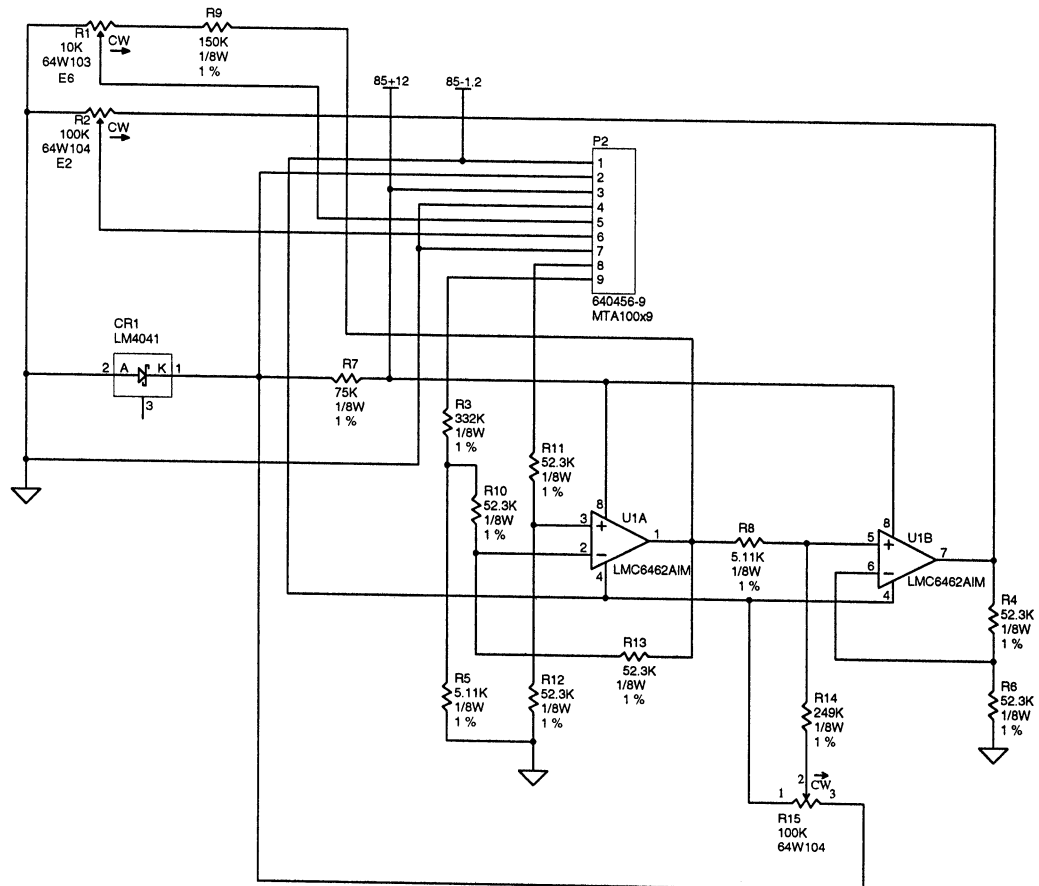 R9
R1
10K
64W103
E6
CW
150K
1/8W
1 %
85+12
85-1.2
R2
100K
64W104
E2
CW
P2
1
2
3
4
5
6
7
8
9
640456-9
MTA100x9
CR1
LM4041
2 A K 1
3
R7
75K
1/8W
1 %
R3
332K
1/8W
1 %
R11
52.3K
1/8W
1 %
R10
52.3K
1/8W
1 %
8
U1A
3 +
1
2 −
4
LMC6462AIM
R8
5.11K
1/8W
1 %
8
U1B
5 +
7
6 −
4
LMC6462AIM
R4
52.3K
1/8W
1 %
R13
52.3K
1/8W
1 %
R5
5.11K
1/8W
1 %
R12
52.3K
1/8W
1 %
R6
52.3K
1/8W
1 %
R14
249K
1/8W
1 %
2 CW
1 3
R15
100K
64W104